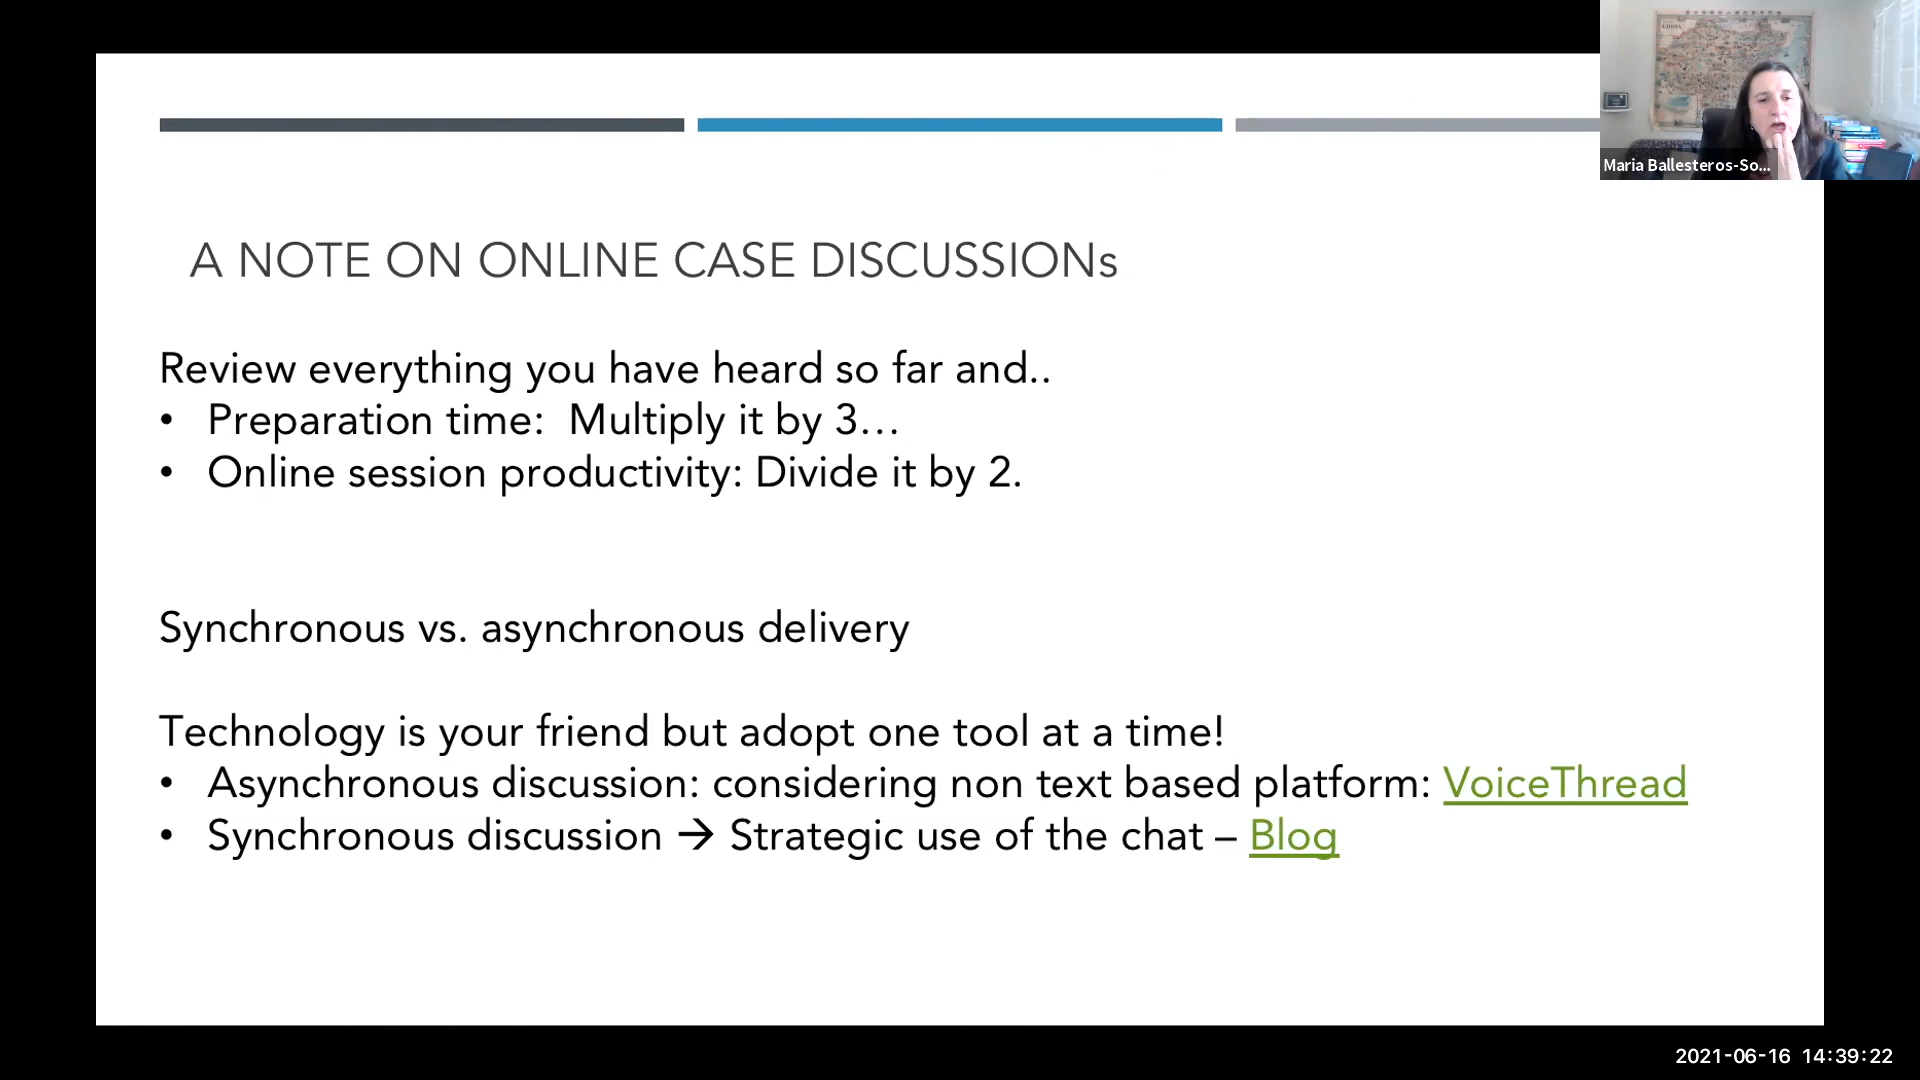 Maria Ballesteros-So...
A NOTE ON ONLINE CASE DISCUSSIONs
Review everything you have heard so far and..
• Preparation time:  Multiply it by 3...
• Online session productivity: Divide it by 2.
Synchronous vs. asynchronous delivery
Technology is your friend but adopt one tool at a time!
• Asynchronous discussion: considering non text based platform: VoiceThread
• Synchronous discussion → Strategic use of the chat – Blog
2021-06-16 14:39:22